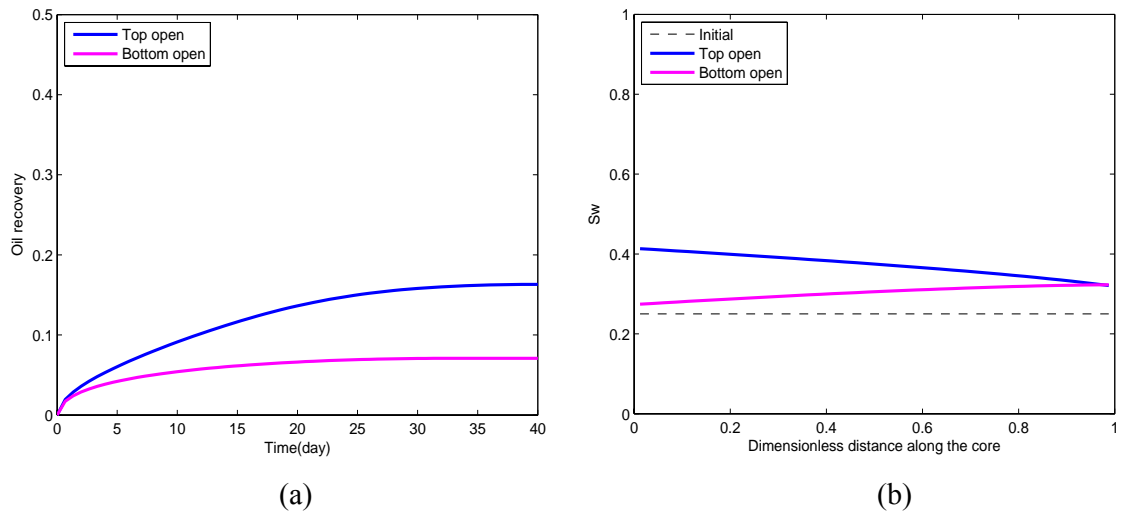 Top open
Bottom open
0.5
0.4
0.3
0.2
0.1
0
Oil recovery
0 5 10 15 20 25 30 35 40
Time(day)
(a)
Initial
Top open
Bottom open
1
0.8
0.6
0.4
0.2
0
Sw
0 0.2 0.4 0.6 0.8 1
Dimensionless distance along the core
(b)